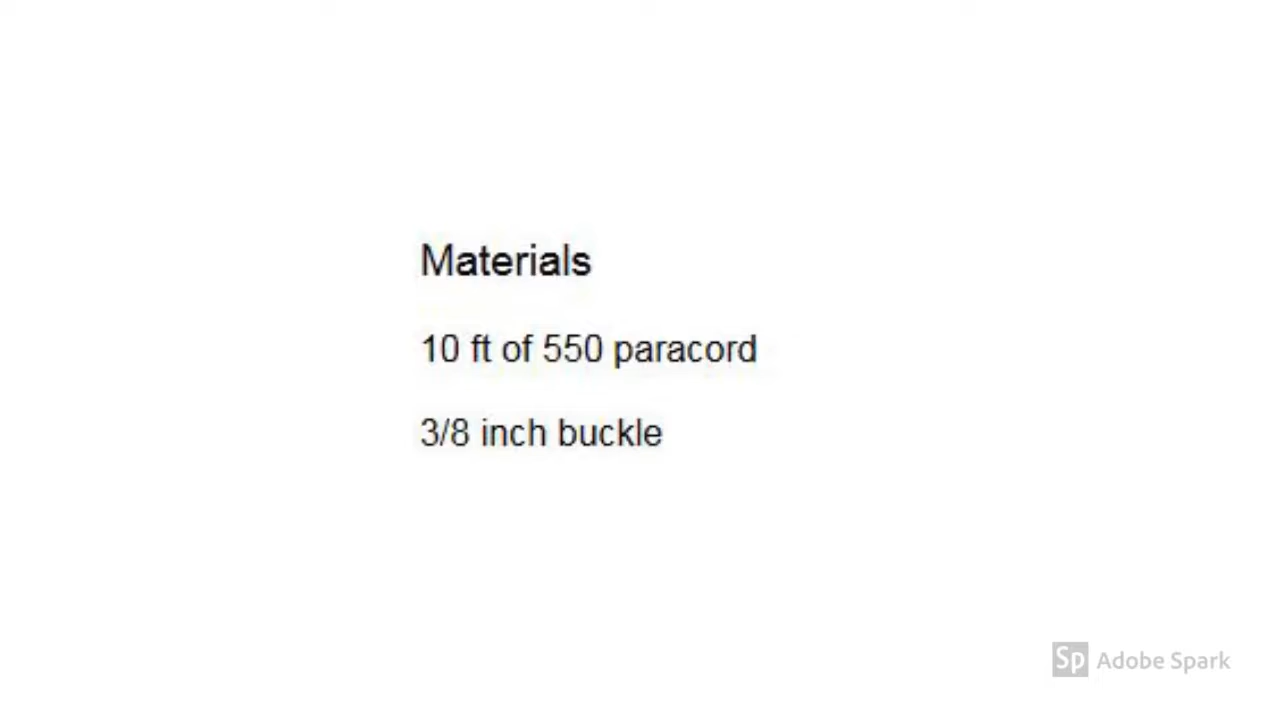 Materials
10 ft of 550 paracord
3/8 inch buckle
Sp Adobe Spark